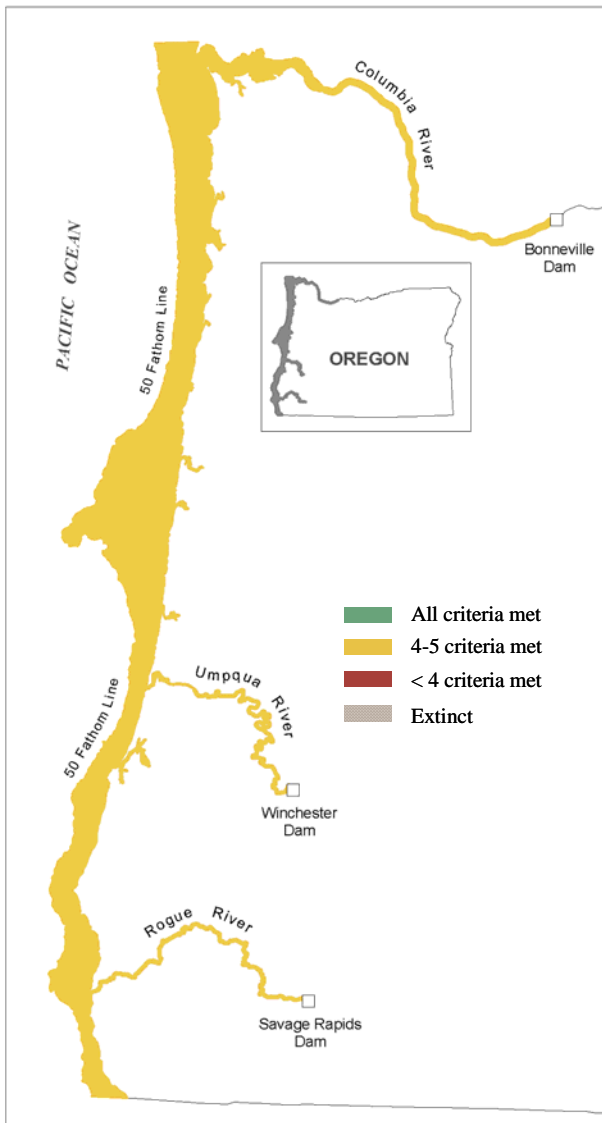 Columbia River
Bonneville
Dam
PACIFIC OCEAN
50 Fathom Line
OREGON
All criteria met
4-5 criteria met
< 4 criteria met
Extinct
Umpqua River
50 Fathom Line
Winchester
Dam
Rogue River
Savage Rapids
Dam